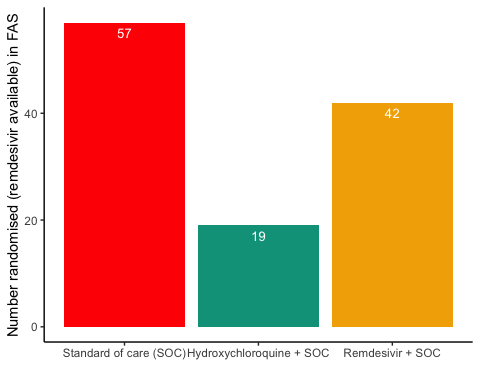 Number randomised (remdesivir available) in FAS
57
42
19
40
20
0
Standard of care (SOC)
Hydroxychloroquine + SOC
Remdesivir + SOC